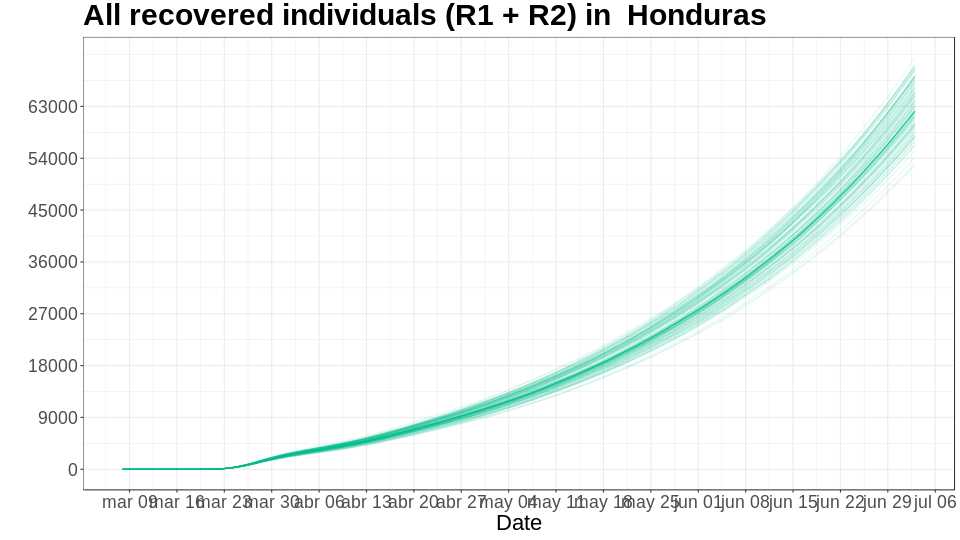 All recovered individuals (R1 + R2) in  Honduras
63000
54000
45000
36000
27000
18000
9000
0
mar 09 mar 16 mar 23 mar 30 abr 06 abr 13 abr 20 abr 27 may 04 may 11 may 18 may 25 jun 01 jun 08 jun 15 jun 22 jun 29 jul 06
Date